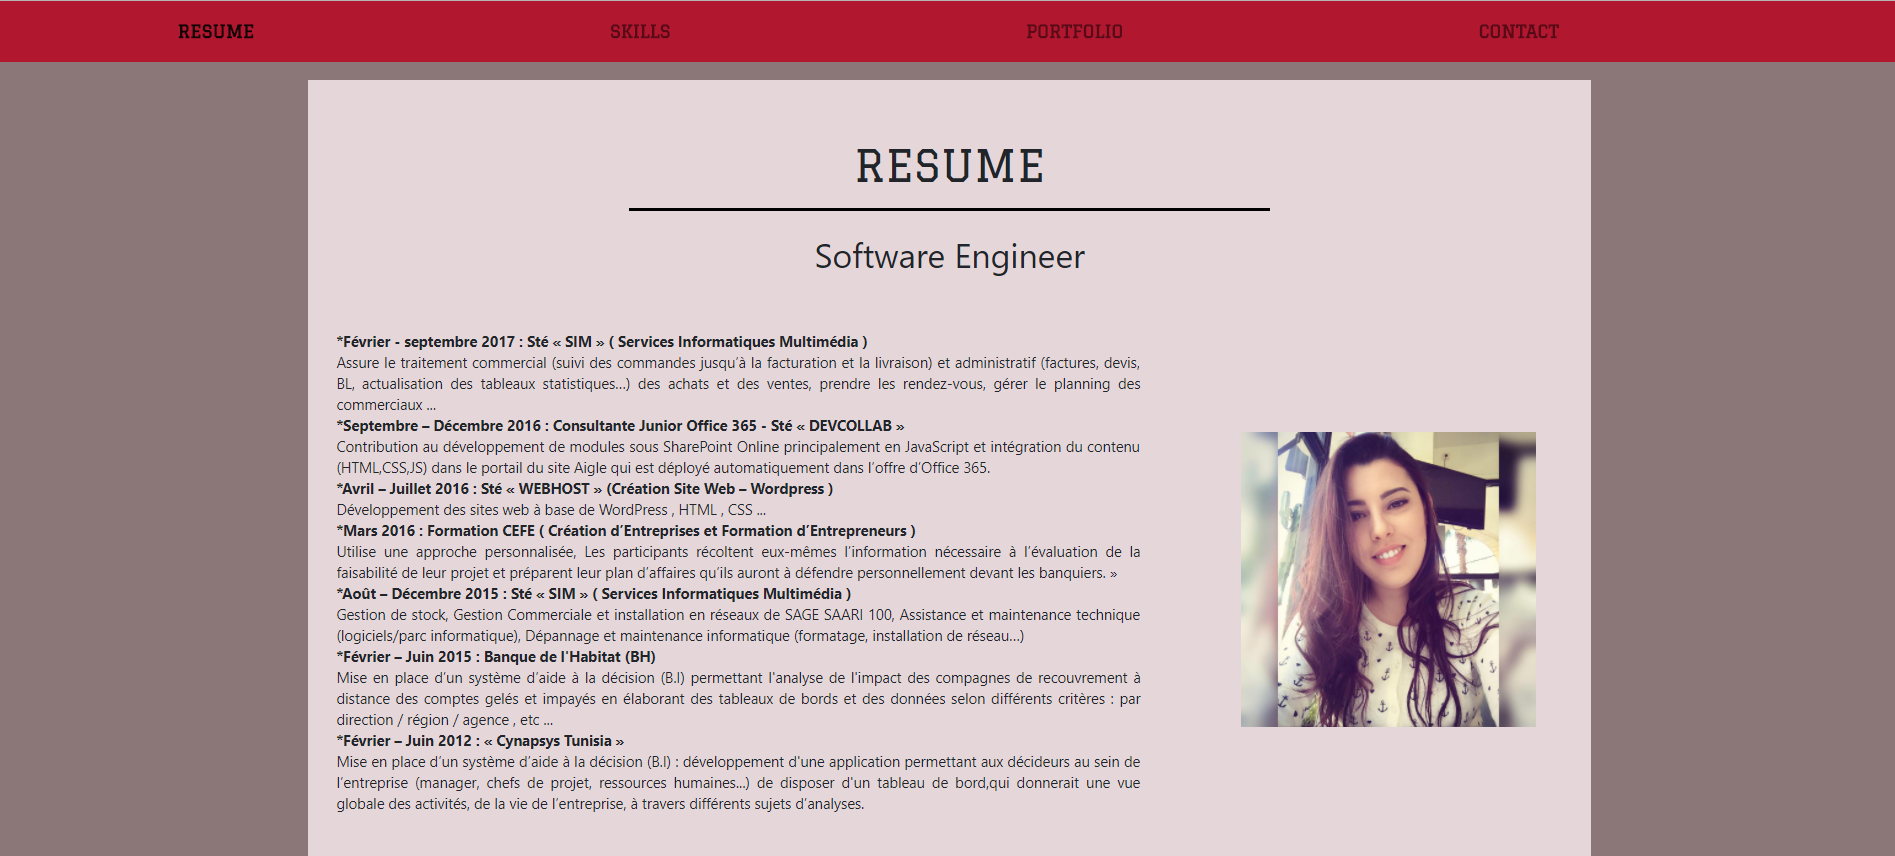 RESUME SKILLS PORTFOLIO CONTACT
RESUME
Software Engineer
*Février - septembre 2017 : Sté « SIM » ( Services Informatiques Multimédia )
Assure le traitement commercial (suivi des commandes jusqu’à la facturation et la livraison) et administratif (factures, devis,
BL, actualisation des tableaux statistiques...) des achats et des ventes, prendre les rendez-vous, gérer le planning des
commerciaux ...
*Septembre – Décembre 2016 : Consultante Junior Office 365 - Sté « DEVCOLLAB »
Contribution au développement de modules sous SharePoint Online principalement en JavaScript et intégration du contenu
(HTML,CSS,JS) dans le portail du site Aigle qui est déployé automatiquement dans l’offre d’Office 365.
*Avril – Juillet 2016 : Sté « WEBHOST » (Création Site Web – Wordpress )
Développement des sites web à base de WordPress , HTML , CSS ...
*Mars 2016 : Formation CEFE ( Création d’Entreprises et Formation d’Entrepreneurs )
Utilise une approche personnalisée, Les participants récoltent eux-mêmes l’information nécessaire à l’évaluation de la
faisabilité de leur projet et préparent leur plan d’affaires qu’ils auront à défendre personnellement devant les banquiers. »
*Août – Décembre 2015 : Sté « SIM » ( Services Informatiques Multimédia )
Gestion de stock, Gestion Commerciale et installation en réseaux de SAGE SAARI 100, Assistance et maintenance technique
(logiciels/parc informatique), Dépannage et maintenance informatique (formatage, installation de réseau...)
*Février – Juin 2015 : Banque de l'Habitat (BH)
Mise en place d’un système d’aide à la décision (B.I) permettant l'analyse de l'impact des compagnes de recouvrement à
distance des comptes gelés et impayés en élaborant des tableaux de bords et des données selon différents critères : par
direction / région / agence , etc ...
*Février – Juin 2012 : « Cynapsys Tunisia »
Mise en place d’un système d’aide à la décision (B.I) : développement d'une application permettant aux décideurs au sein de
l’entreprise (manager, chefs de projet, ressources humaines...) de disposer d'un tableau de bord,qui donnerait une vue
globale des activités, de la vie de l’entreprise, à travers différents sujets d’analyses.